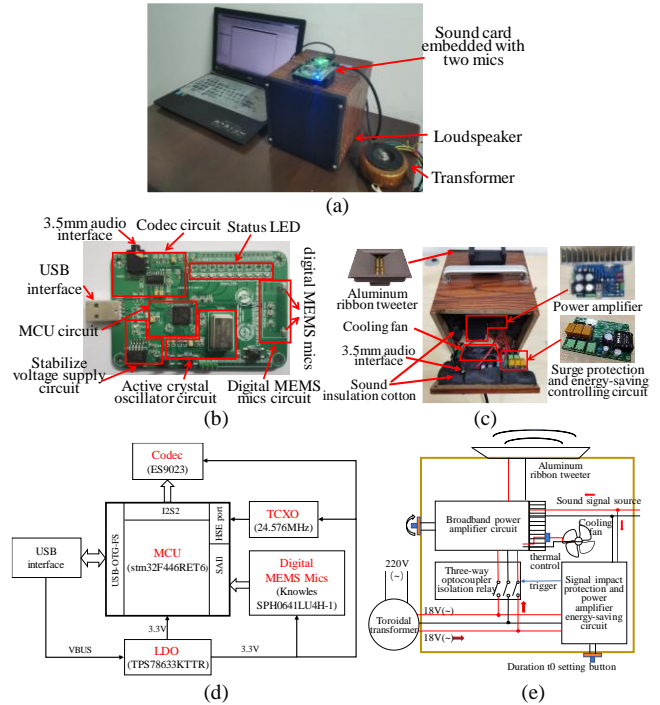 Sound card
embedded with
two mics
Loudspeaker
Transformer
(a)
3.5mm audio
interface
Codec circuit
Status LED
USB
interface
MCU circuit
Stabilize
voltage supply
circuit
Active crystal
oscillator circuit
Digital MEMS
mics circuit
digital MEMS mics
(b)
Aluminum
ribbon tweeter
Cooling fan
3.5mm audio
interface
Sound
insulation cotton
Power amplifier
Surge protection
and energy-saving
controlling circuit
(c)
Codec
(ES9023)
I2S2
USB-OTG-FS
MCU
(stm32F446RET6)
HSE port
SAI1
TCXO
(24.576MHz)
USB
interface
Digital
MEMS Mics
(Knowles
SPH0641LU4H-1)
3.3V
VBUS
LDO
(TPS78633KTTR)
3.3V
(d)
Aluminum
ribbon tweeter
Sound signal source
Broadband power
amplifier circuit
Cooling
fan
thermal
control
220V
(~)
Three-way
optocoupler
isolation relay
trigger
Signal impact
protection and
power
amplifier
energy-saving
circuit
Toroidal
transformer
18V(~)
18V(~)
Duration t0 setting button
(e)